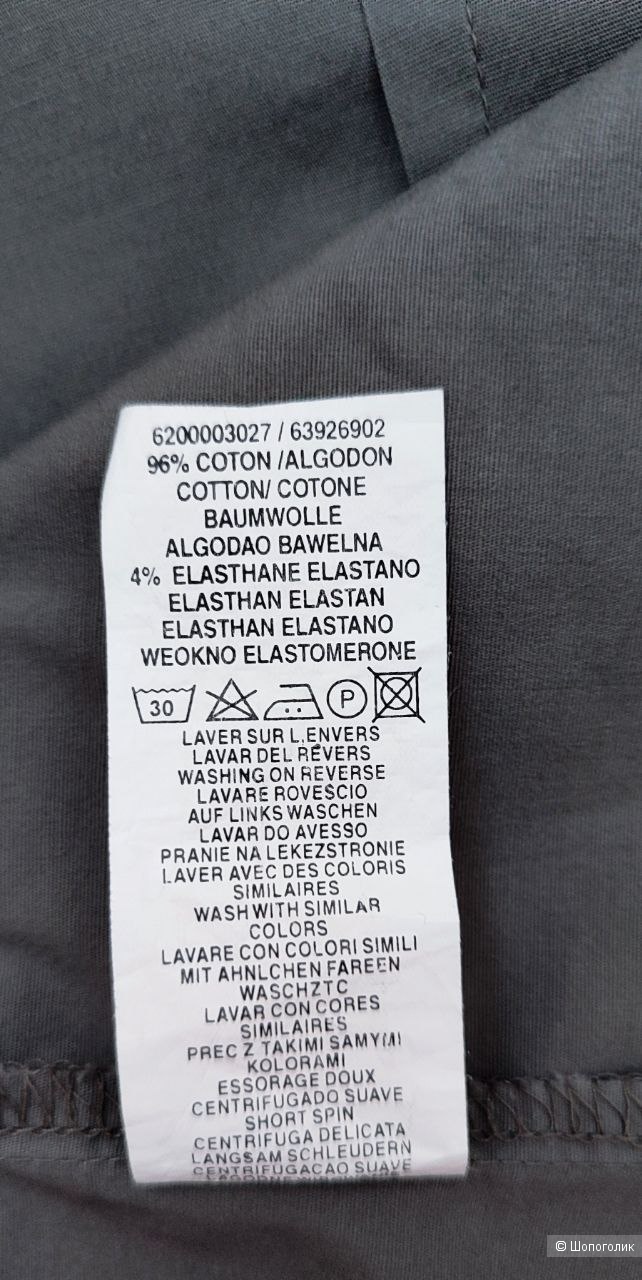 6200003027 / 63926902
96% COTON /ALGODON
COTTON/ COTONE
BAUMWOLLE
ALGODAO BAWELNA
4% ELASTHANE ELASTANO
ELASTHAN ELASTAN
ELASTHAN ELASTANO
WEOKNO ELASTOMERONE
30 P
LAVER SUR L,ENVERS
LAVAR DEL RÉVERS
WASHING ON REVERSE
LAVARE ROVESCIO
AUF LINKS WASCHEN
LAVAR DO AVESSO
PRANIE NA LEKEZSTRONIE
LAVER AVEC DES COLORIS
SIMILAIRES
WASH WITH SIMILAR
COLORS
LAVARE CON COLORI SIMILI
MIT AHNLCHEN FAREEN
WASCHZTC
LAVAR CON CORES
SIMILAIRES
PREC Z TAKIMI SAMYMI
KOLORAMI
ESSORAGE DOUX
CENTRIFUGADO SUAVE
SHORT SPIN
CENTRIFUGA DELICATA
LANGSAM SCHLEUDERN
CENTRIFUGACAO SUAVE
© Шопоголик